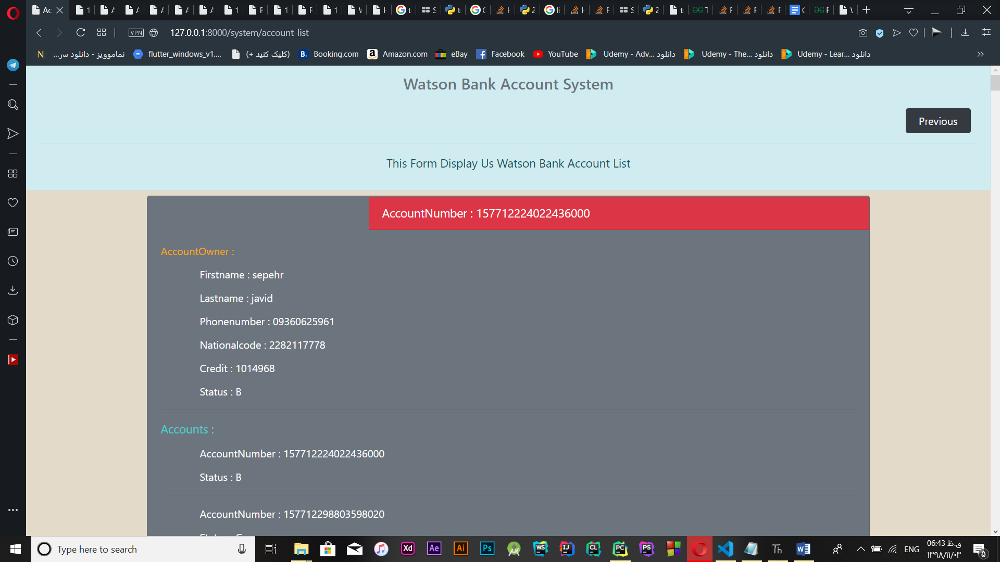 Ac
127.0.0.1:8000/system/account-list
VPN
نماموویز - دانلود سر...
flutter_windows_v1....
(کلیک کنید +)
Booking.com
Amazon.com
eBay
Facebook
YouTube
Udemy - Adv... دانلود
Udemy - The... دانلود
Udemy - Lear... دانلود
Watson Bank Account System
Previous
This Form Display Us Watson Bank Account List
AccountNumber : 157712224022436000
AccountOwner :
Firstname : sepehr
Lastname : javid
Phonenumber : 09360625961
Nationalcode : 2282117778
Credit : 1014968
Status : B
Accounts :
AccountNumber : 157712224022436000
Status : B
AccountNumber : 157712298803598020
Type here to search
ENG
06:43 ق.ظ
۱۳۹۸/۱۱/۰۳